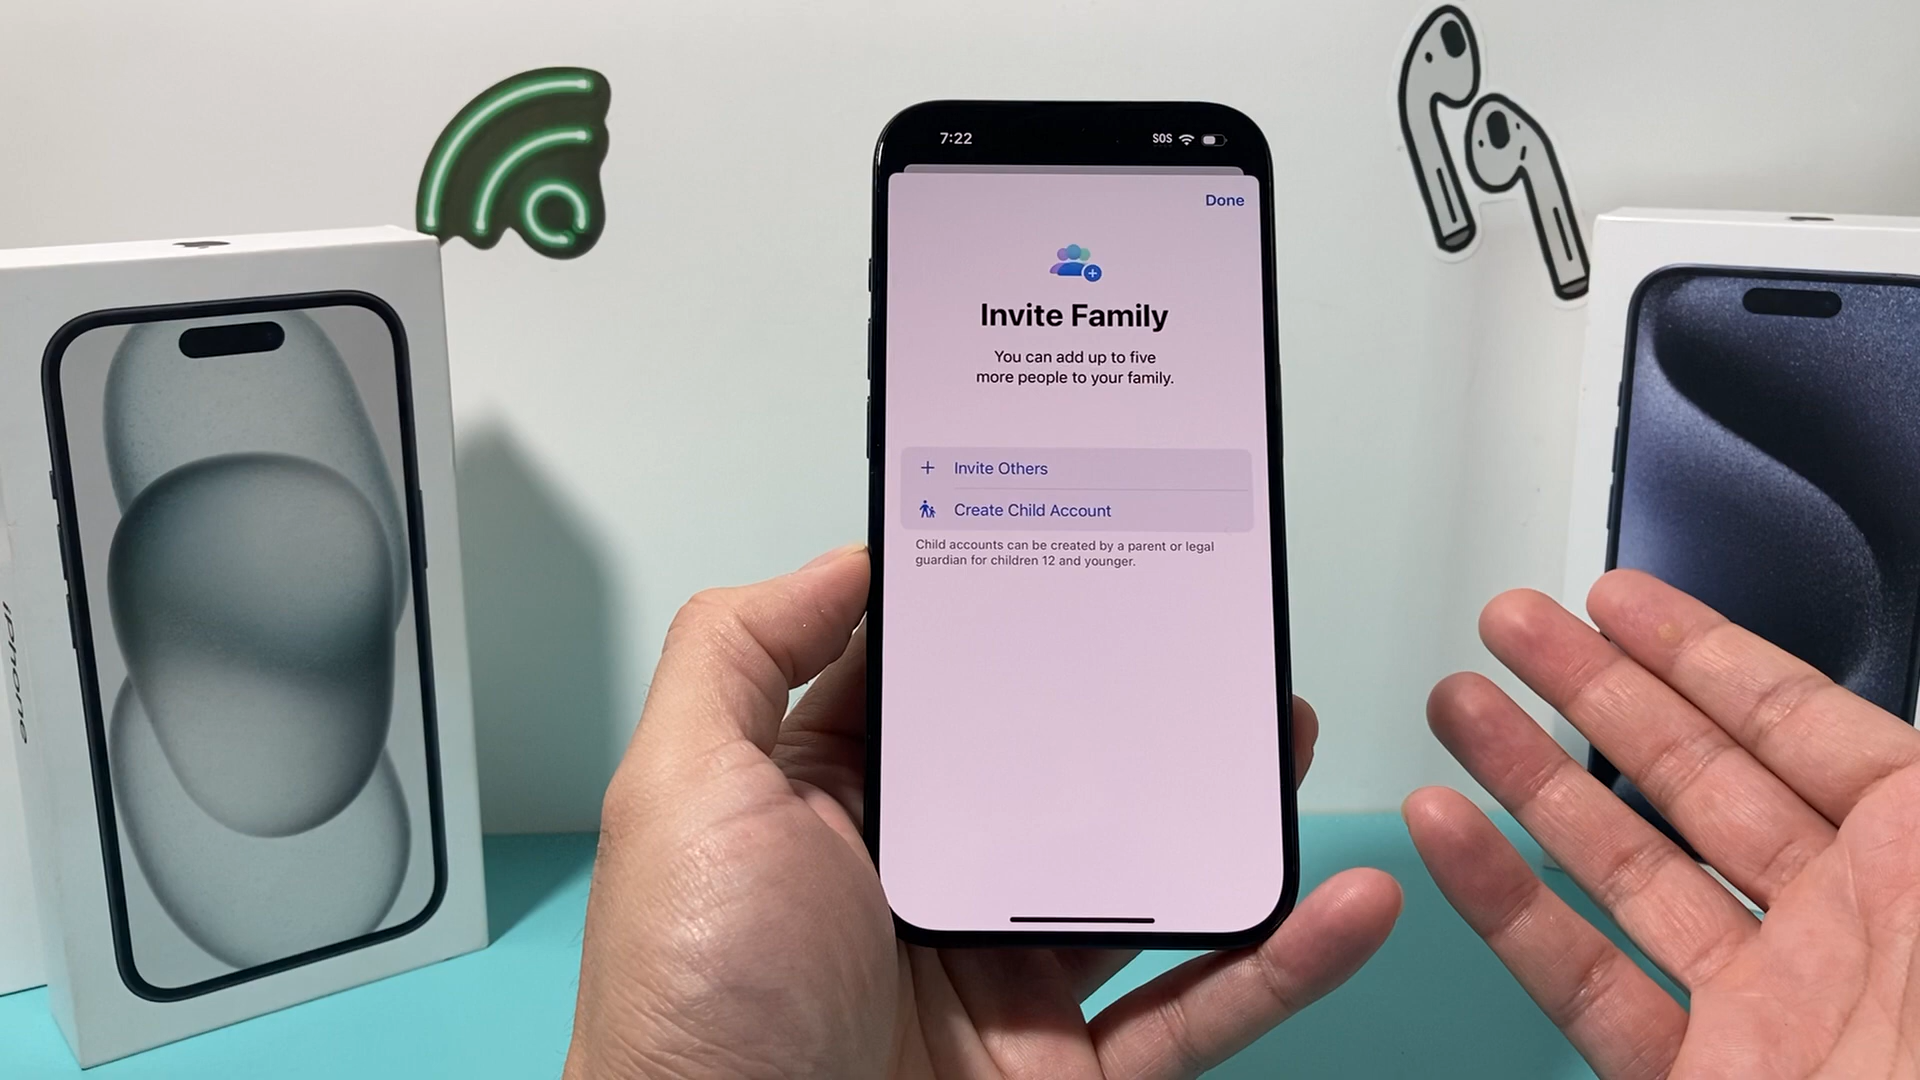 7:22
SOS
Done
Invite Family
You can add up to five
more people to your family.
Invite Others
Create Child Account
Child accounts can be created by a parent or legal
guardian for children 12 and younger.
iPhone